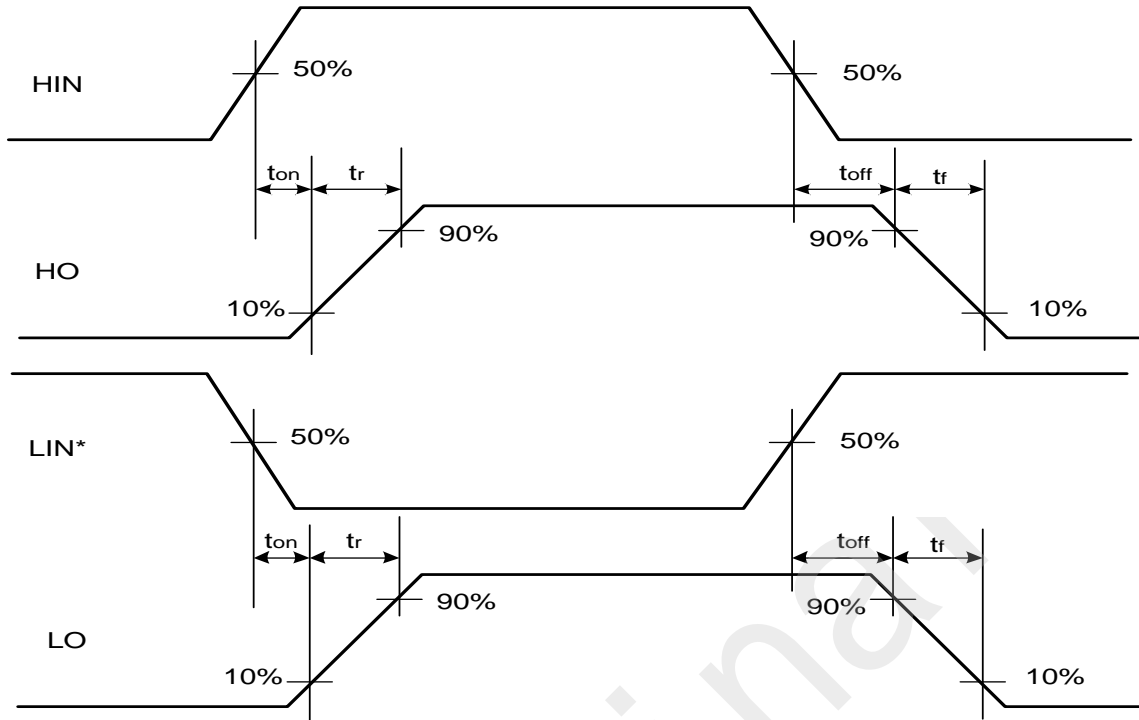 50% 50%
HIN
ton tr toff tf
90% 90%
HO
10% 10%
50% 50%
LIN*
ton tr toff tf
90% 90%
LO
10% 10%